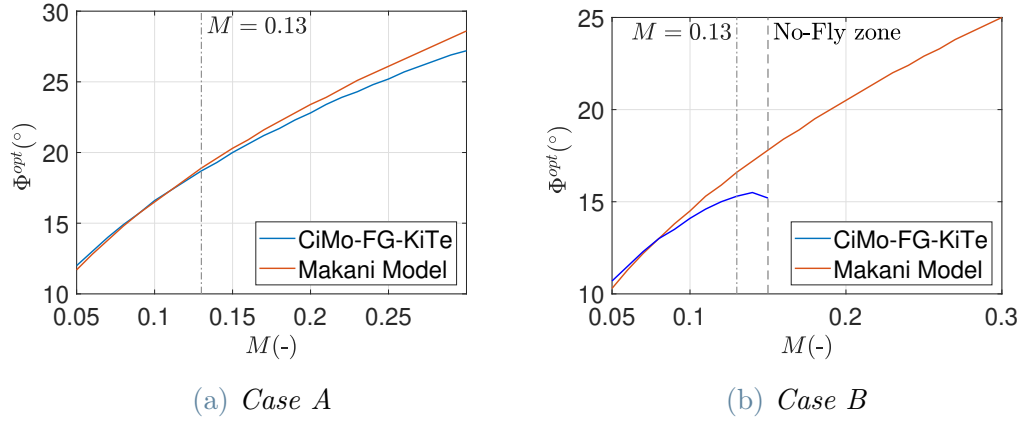 M = 0.13
30
25
20
15
10
Φ^opt(°)
0.05
0.1
0.15
0.2
0.25
M(-)
CiMo-FG-KiTe
Makani Model
(a) Case A
M = 0.13
No-Fly zone
25
20
15
10
Φ^opt(°)
0.05
0.1
0.2
0.3
M(-)
CiMo-FG-KiTe
Makani Model
(b) Case B